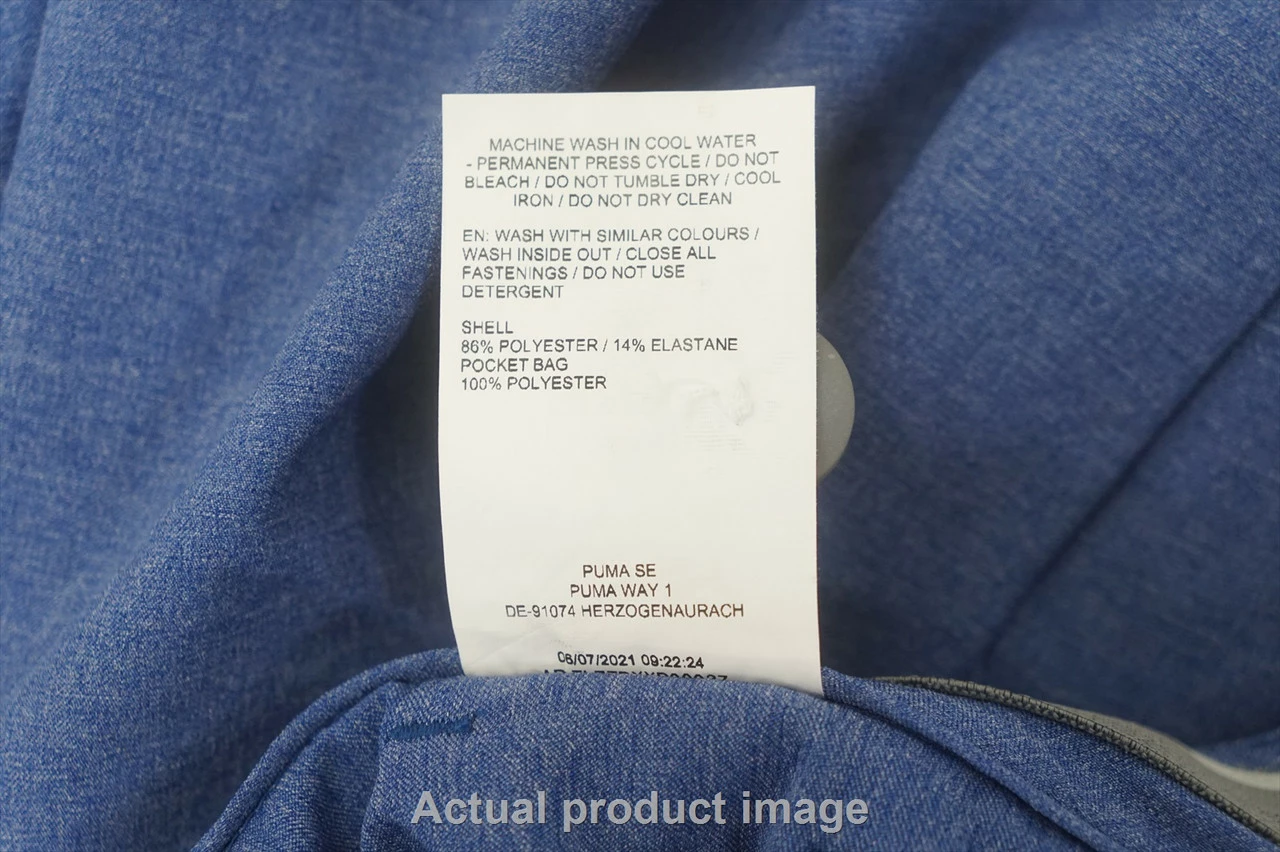 MACHINE WASH IN COOL WATER
- PERMANENT PRESS CYCLE / DO NOT
BLEACH / DO NOT TUMBLE DRY / COOL
IRON / DO NOT DRY CLEAN
EN: WASH WITH SIMILAR COLOURS /
WASH INSIDE OUT / CLOSE ALL
FASTENINGS / DO NOT USE
DETERGENT
SHELL
86% POLYESTER / 14% ELASTANE
POCKET BAG
100% POLYESTER
PUMA SE
PUMA WAY 1
DE-91074 HERZOGENAURACH
06/07/2021 09:22:24
Actual product image